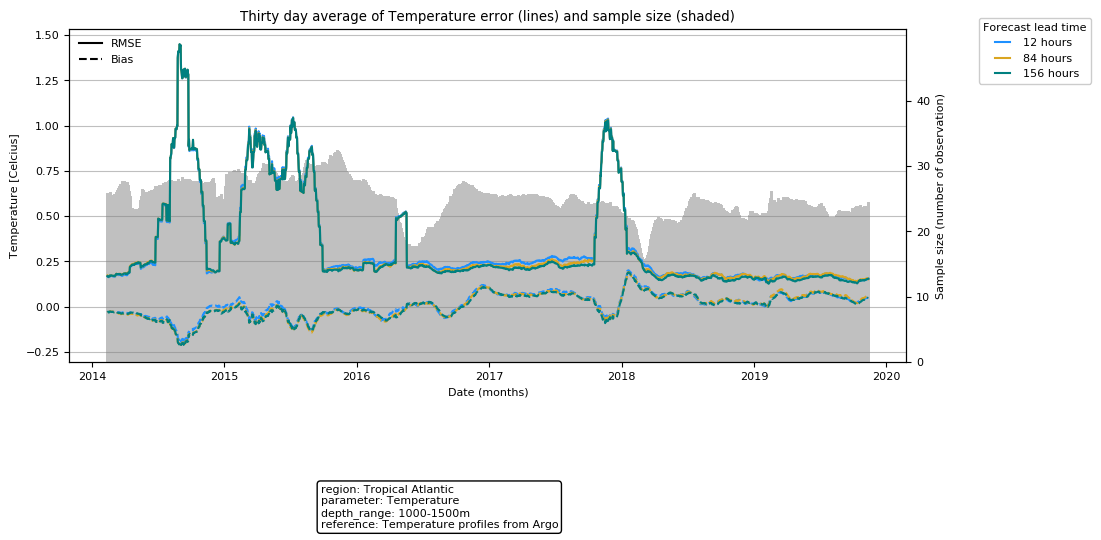 Thirty day average of Temperature error (lines) and sample size (shaded)
Forecast lead time
12 hours
84 hours
156 hours
RMSE
Bias
1.50
1.25
1.00
0.75
0.50
0.25
0.00
−0.25
Temperature [Celcius]
40
30
20
10
0
Sample size (number of observation)
2014 2015 2016 2017 2018 2019 2020
Date (months)
region: Tropical Atlantic
parameter: Temperature
depth_range: 1000-1500m
reference: Temperature profiles from Argo